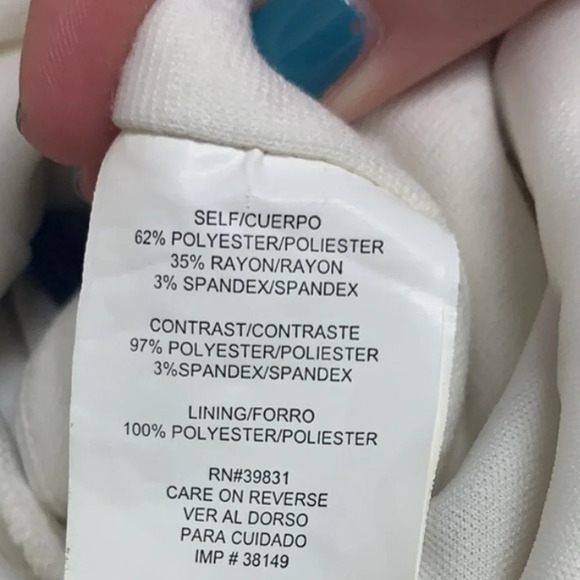 SELF/CUERPO
62% POLYESTER/POLIESTER
35% RAYON/RAYON
3% SPANDEX/SPANDEX
CONTRAST/CONTRASTE
97% POLYESTER/POLIESTER
3%SPANDEX/SPANDEX
LINING/FORRO
100% POLYESTER/POLIESTER
RN#39831
CARE ON REVERSE
VER AL DORSO
PARA CUIDADO
IMP # 38149